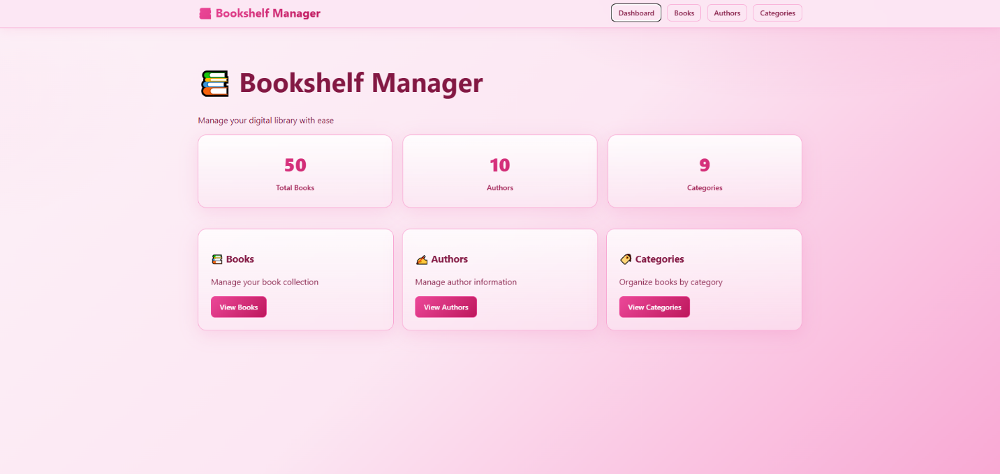 Bookshelf Manager
Dashboard Books Authors Categories
Bookshelf Manager
Manage your digital library with ease
50 10 9
Total Books Authors Categories
Books Authors Categories
Manage your book collection Manage author information Organize books by category
View Books View Authors View Categories